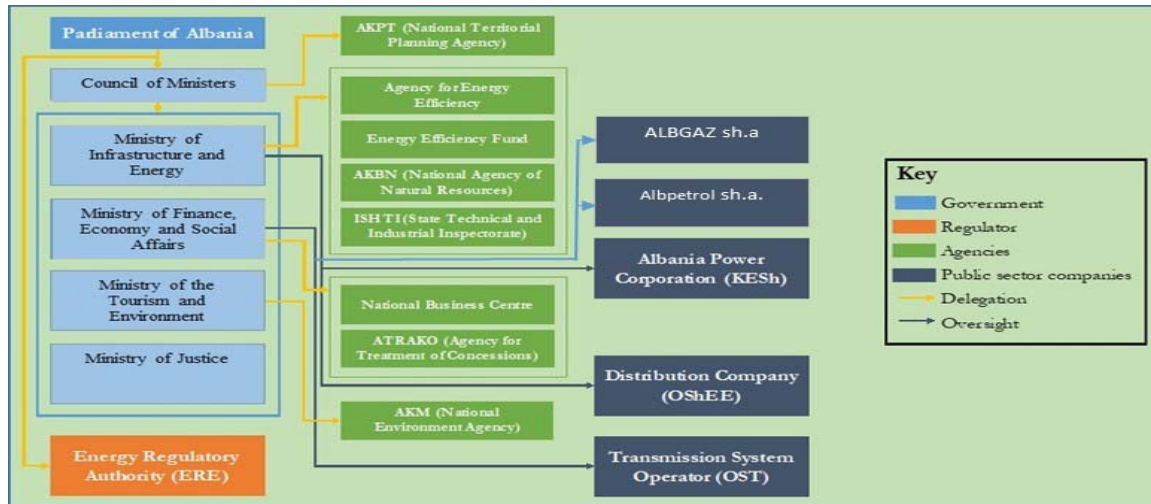 Parliament of Albania
Council of Ministers
Ministry of
Infrastructure and
Energy
Ministry of Finance,
Economy and Social
Affairs
Ministry of the
Tourism and
Environment
Ministry of Justice
Energy Regulatory
Authority (ERE)
AKPT (National Territorial
Planning Agency)
Agency for Energy
Efficiency
Energy Efficiency Fund
AKBN (National Agency of
Natural Resources)
ISHTI (State Technical and
Industrial Inspectorate)
National Business Centre
ATRAKO (Agency for
Treatment of Concessions)
AKM (National
Environment Agency)
ALBGAZ sh.a
Albpetrol sh.a.
Albania Power
Corporation (KESh)
Distribution Company
(OShEE)
Transmission System
Operator (OST)
Key
Government
Regulator
Agencies
Public sector companies
Delegation
Oversight